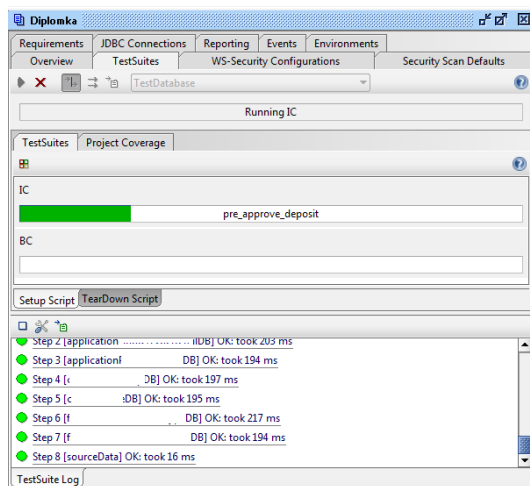 Diplomka
Requirements JDBC Connections Reporting Events Environments
Overview TestSuites WS-Security Configurations Security Scan Defaults
TestDatabase
Running IC
TestSuites Project Coverage
IC
pre_approve_deposit
BC
Setup Script TearDown Script
Step 2 [application DB] OK: took 203 ms
Step 3 [application DB] OK: took 194 ms
Step 4 [ DB] OK: took 197 ms
Step 5 [c DB] OK: took 195 ms
Step 6 [f DB] OK: took 217 ms
Step 7 [f DB] OK: took 194 ms
Step 8 [sourceData] OK: took 16 ms
TestSuite Log